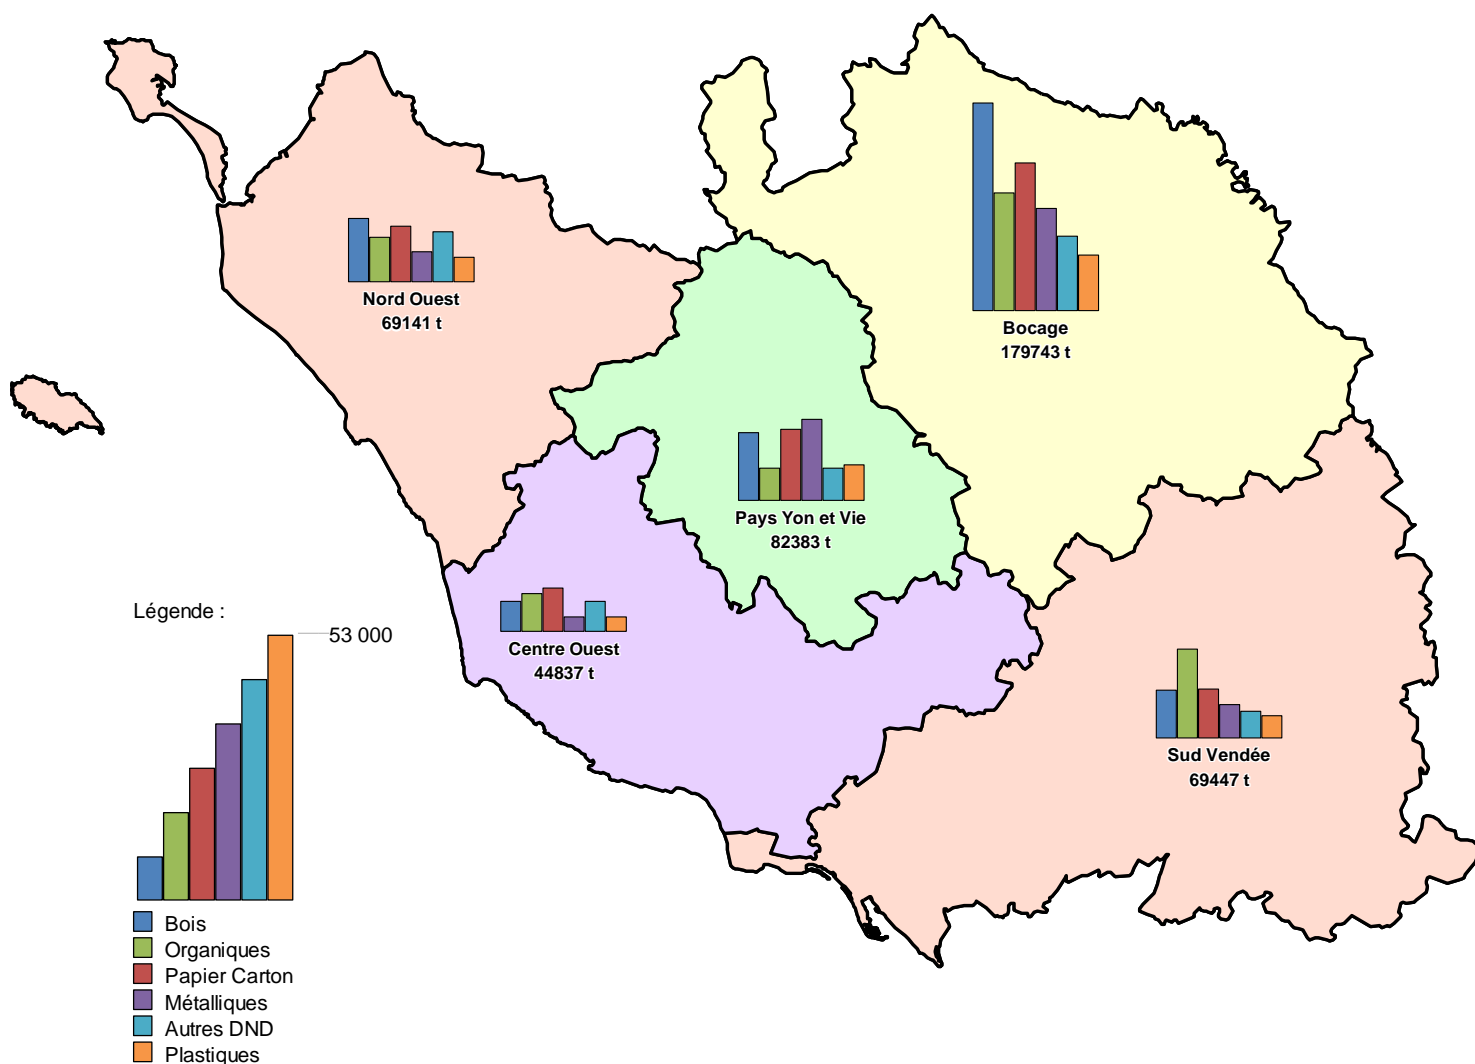 Nord Ouest
69141 t
Bocage
179743 t
Pays Yon et Vie
82383 t
Centre Ouest
44837 t
Sud Vendée
69447 t
Légende :
53 000
Bois
Organiques
Papier Carton
Métalliques
Autres DND
Plastiques